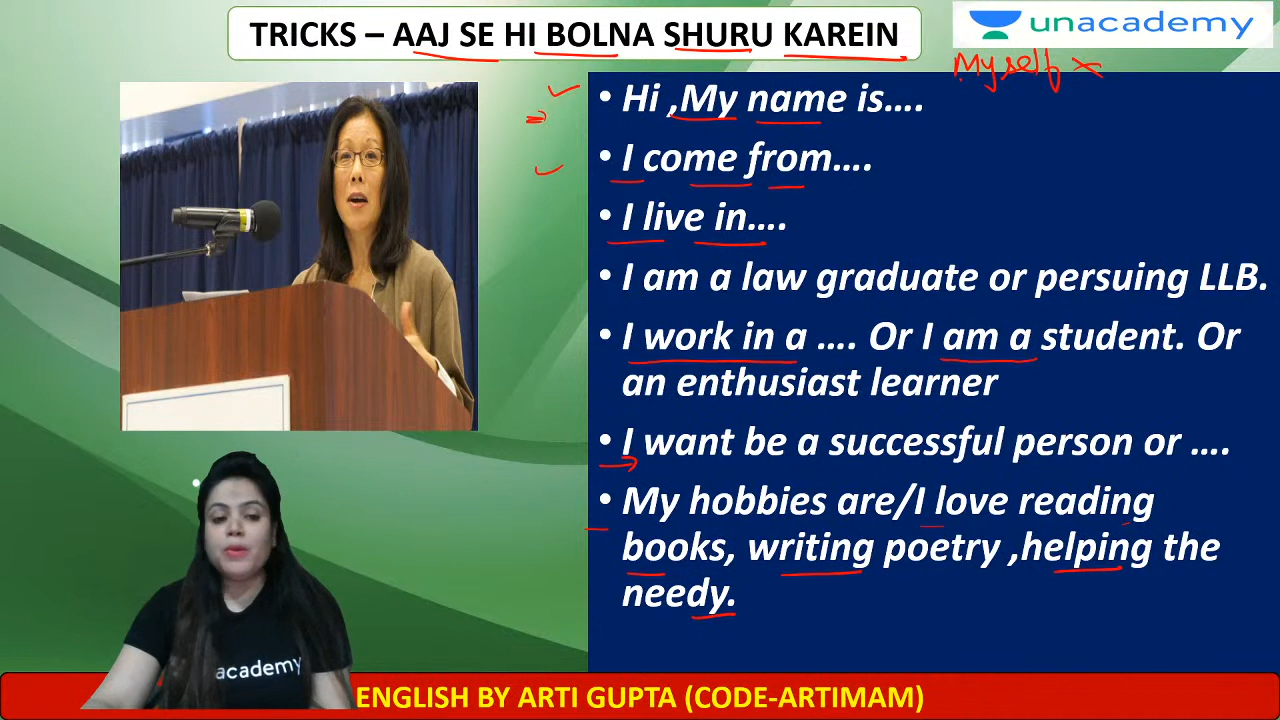 TRICKS – AAJ SE HI BOLNA SHURU KAREIN
unacademy
Myself ×
• Hi ,My name is….
• I come from….
• I live in….
• I am a law graduate or persuing LLB.
• I work in a …. Or I am a student. Or
an enthusiast learner
• I want be a successful person or ….
• My hobbies are/I love reading
books, writing poetry ,helping the
needy.
unacademy
ENGLISH BY ARTI GUPTA (CODE-ARTIMAM)